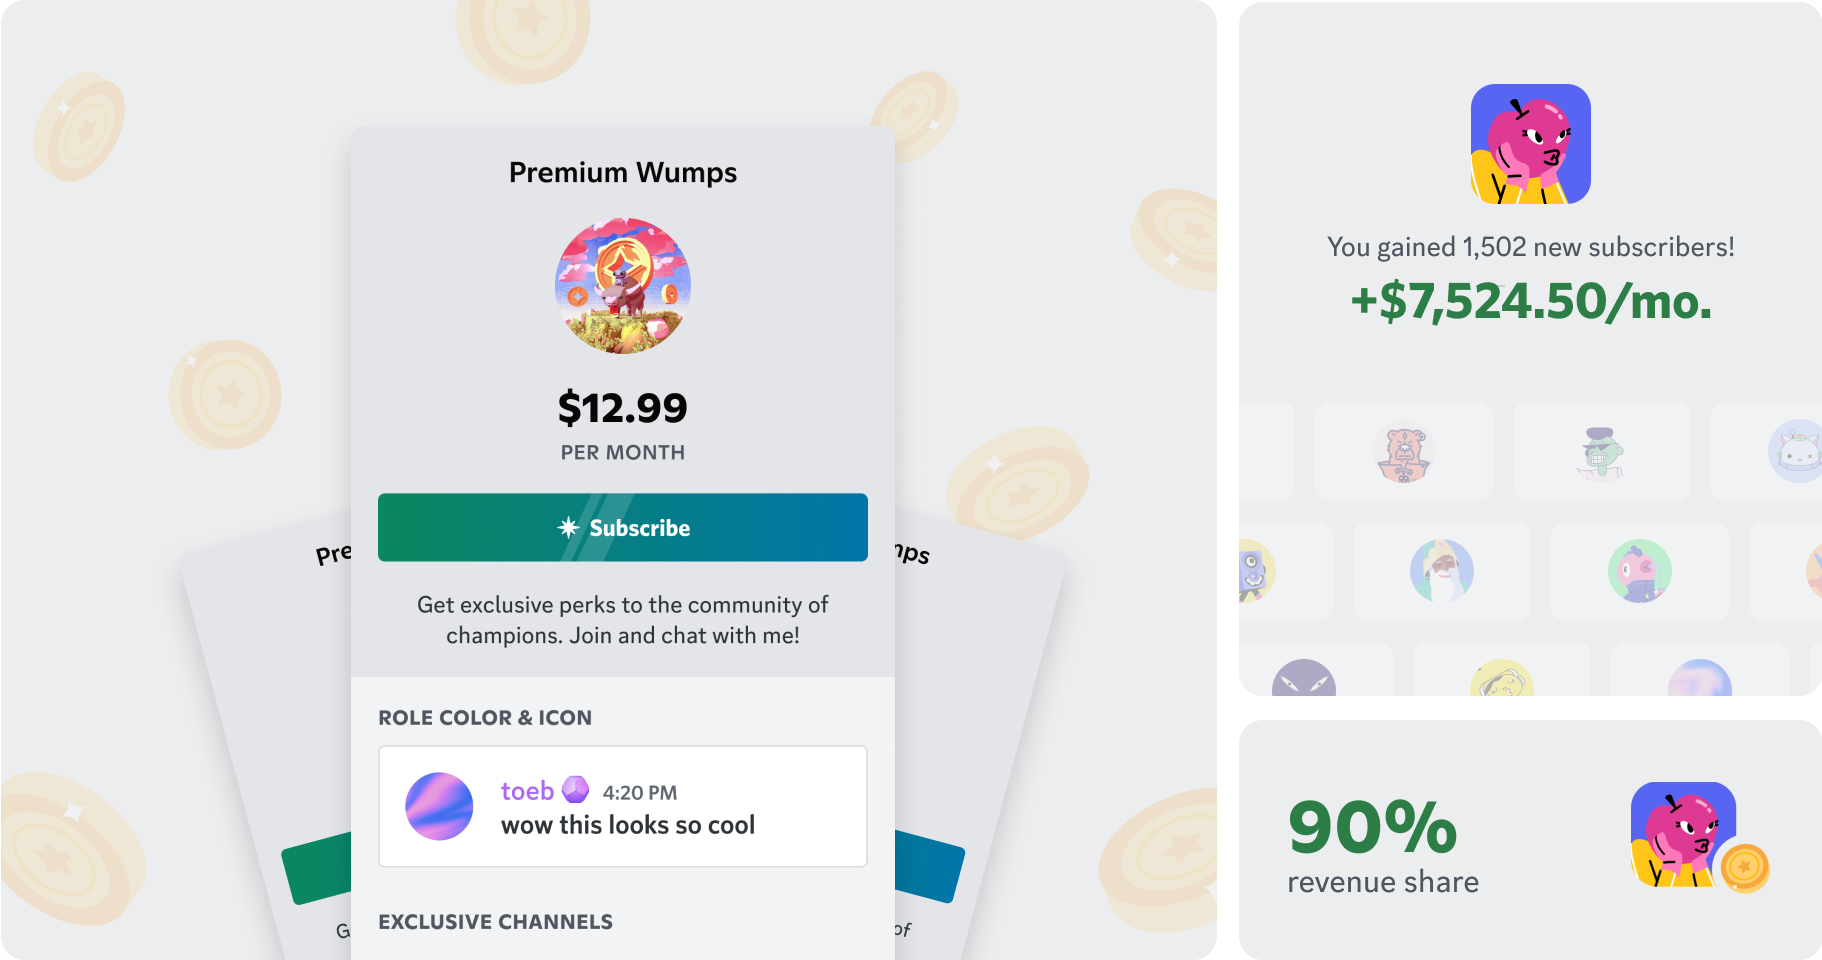 Premium Wumps
$12.99
PER MONTH
Subscribe
Get exclusive perks to the community of
champions. Join and chat with me!
ROLE COLOR & ICON
toeb 4:20 PM
wow this looks so cool
EXCLUSIVE CHANNELS
Pre
mps
G
of
You gained 1,502 new subscribers!
+$7,524.50/mo.
90%
revenue share